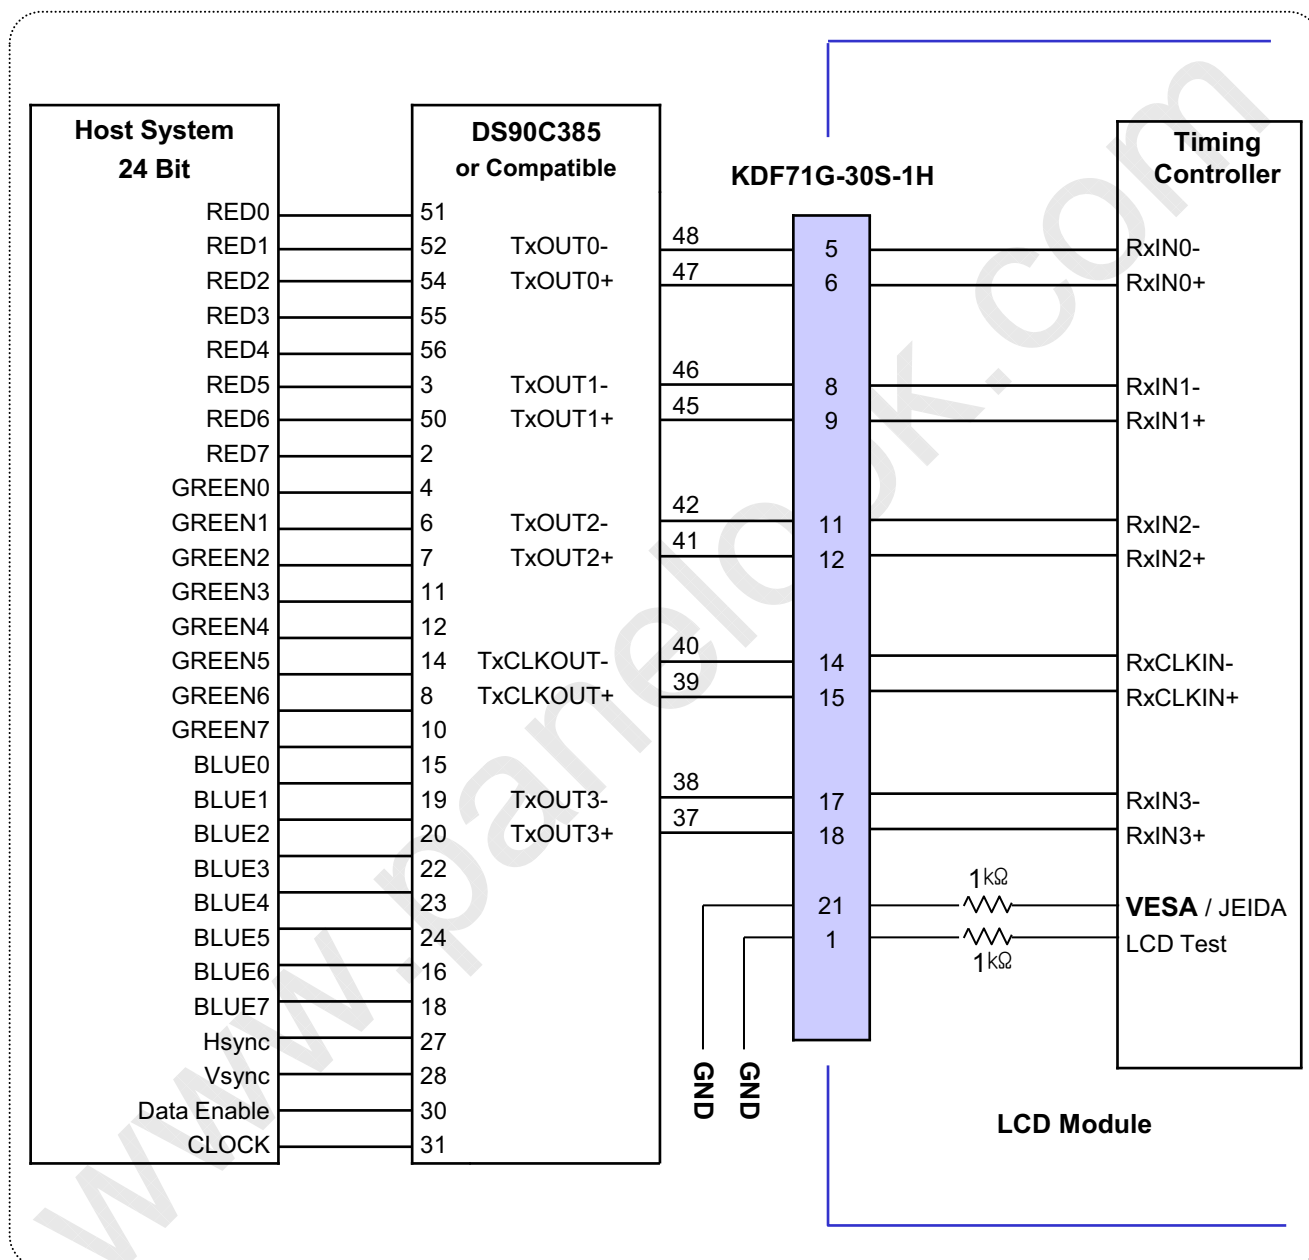 Host System
24 Bit
RED0
RED1
RED2
RED3
RED4
RED5
RED6
RED7
GREEN0
GREEN1
GREEN2
GREEN3
GREEN4
GREEN5
GREEN6
GREEN7
BLUE0
BLUE1
BLUE2
BLUE3
BLUE4
BLUE5
BLUE6
BLUE7
Hsync
Vsync
Data Enable
CLOCK
DS90C385
or Compatible
51
52
54
55
56
3
50
2
4
6
7
11
12
14
8
10
15
19
20
22
23
24
16
18
27
28
30
31
TxOUT0-
TxOUT0+
TxOUT1-
TxOUT1+
TxOUT2-
TxOUT2+
TxCLKOUT-
TxCLKOUT+
TxOUT3-
TxOUT3+
48
47
46
45
42
41
40
39
38
37
GND
GND
KDF71G-30S-1H
5
6
8
9
11
12
14
15
17
18
21
1
1kΩ
1kΩ
Timing
Controller
RxIN0-
RxIN0+
RxIN1-
RxIN1+
RxIN2-
RxIN2+
RxCLKIN-
RxCLKIN+
RxIN3-
RxIN3+
VESA / JEIDA
LCD Test
LCD Module
www.panelook.com